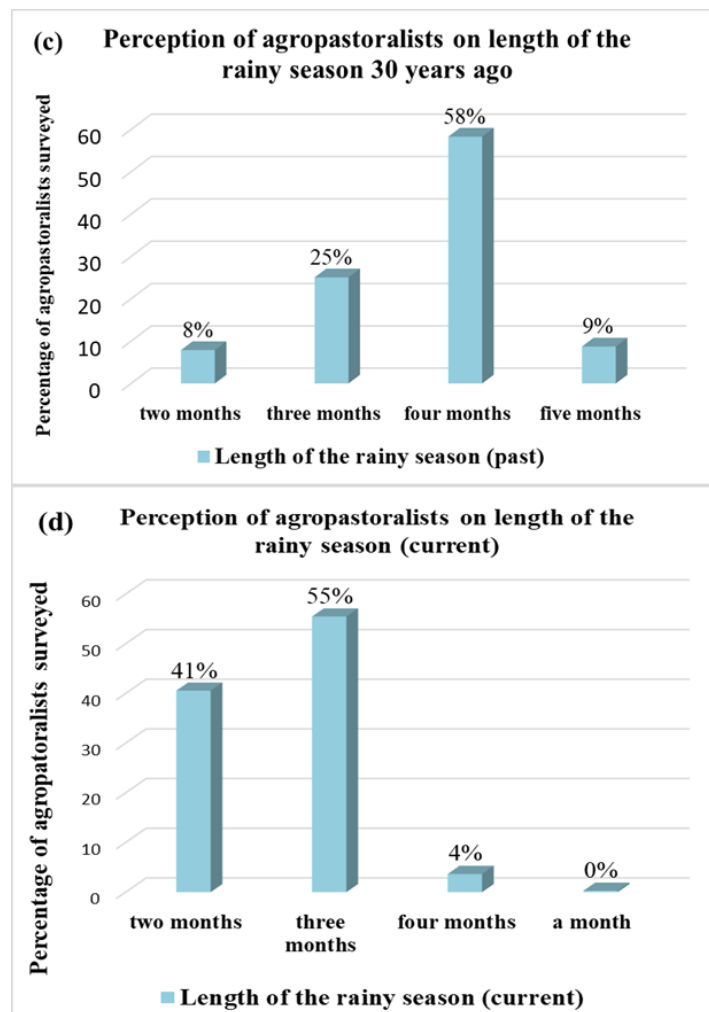 (c) Perception of agropastoralists on length of the
rainy season 30 years ago
Percentage of agropastoralists surveyed
60
50
40
30
20
10
0
8%
25%
58%
9%
two months three months four months five months
Length of the rainy season (past)
(d) Perception of agropastoralists on length of the
rainy season (current)
Percentage of agropatoralists surveyed
60
50
40
30
20
10
0
41%
55%
4%
0%
two months three four months a month
months
Length of the rainy season (current)